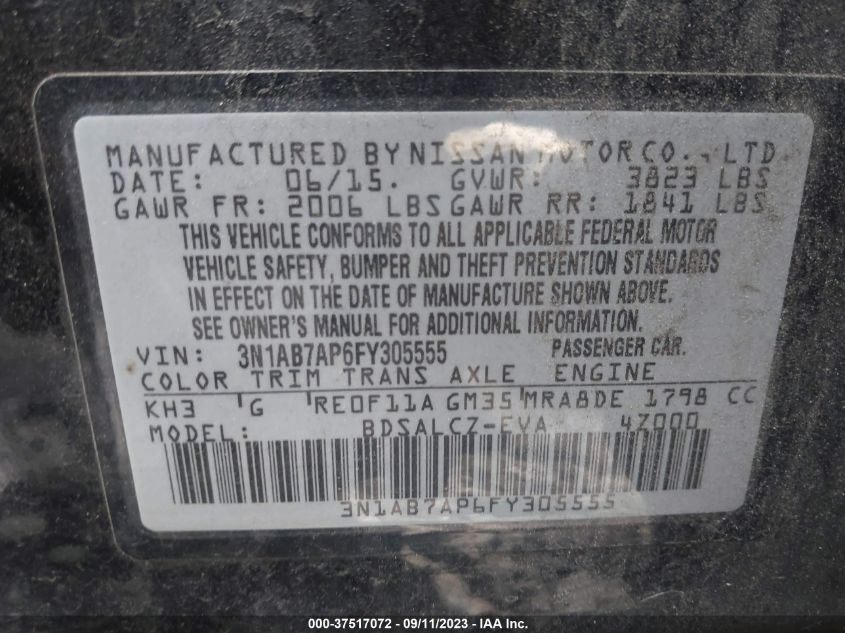 MANUFACTURED BY NISSAN MOTOR CO., LTD
DATE: 06/15. GVWR: 3823 LBS
GAWR FR: 2006 LBS GAWR RR: 1841 LBS
THIS VEHICLE CONFORMS TO ALL APPLICABLE FEDERAL MOTOR
VEHICLE SAFETY, BUMPER AND THEFT PREVENTION STANDARDS
IN EFFECT ON THE DATE OF MANUFACTURE SHOWN ABOVE.
SEE OWNER'S MANUAL FOR ADDITIONAL INFORMATION
VIN: 3N1AB7AP6FY305555 PASSENGER CAR.
COLOR TRIM TRANS AXLE ENGINE
KH3 'G 'RE0F11A GM35'MRA8DE 1798 CC
MODEL: BDSALCZ-EVA 4Z000
3N1AB7AP6FY305555
000-37517072 - 09/11/2023 - IAA Inc.